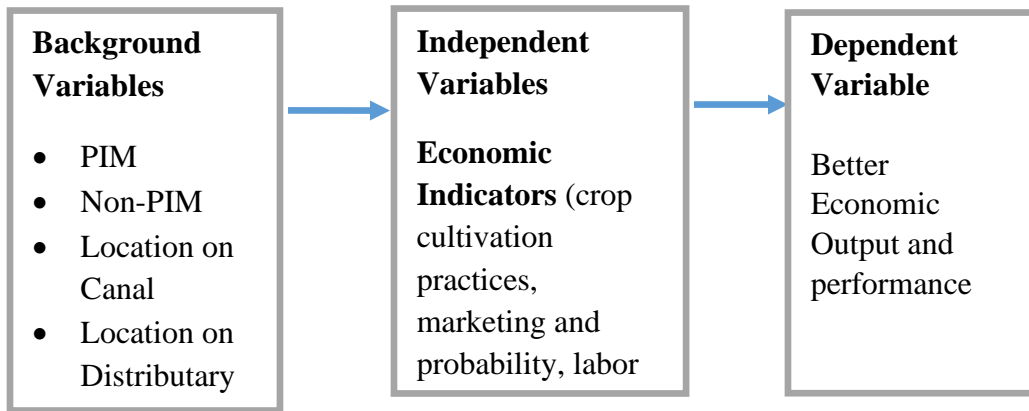 Background
Variables
• PIM
• Non-PIM
• Location on
Canal
• Location on
Distributary
Independent
Variables
Economic
Indicators (crop
cultivation
practices,
marketing and
probability, labor
Dependent
Variable
Better
Economic
Output and
performance